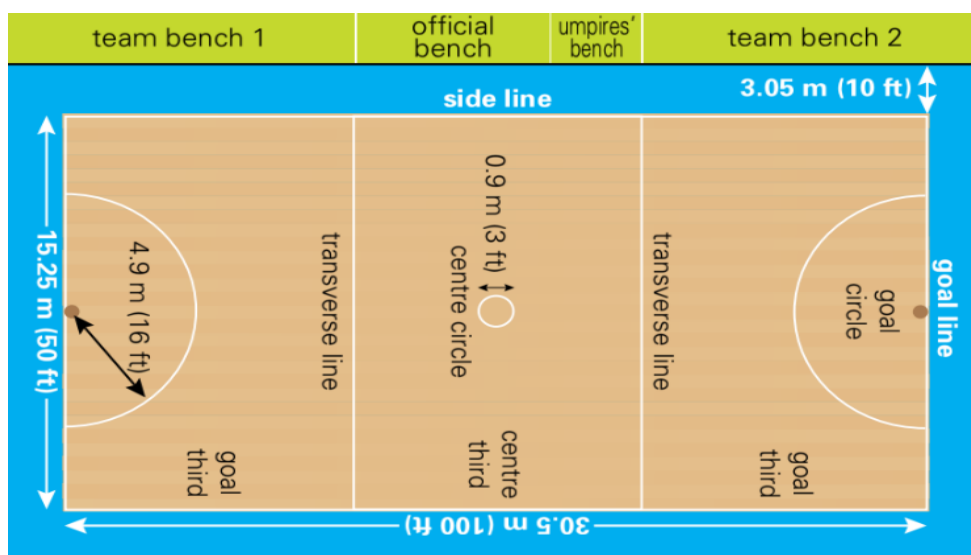 team bench 1
official
bench
umpires'
bench
team bench 2
3.05 m (10 ft)
side line
15.25 m (50 ft)
4.9 m (16 ft)
transverse line
0.9 m (3 ft)
centre circle
transverse line
goal
circle
goal line
goal
third
centre
third
goal
third
30.5 m (100 ft)